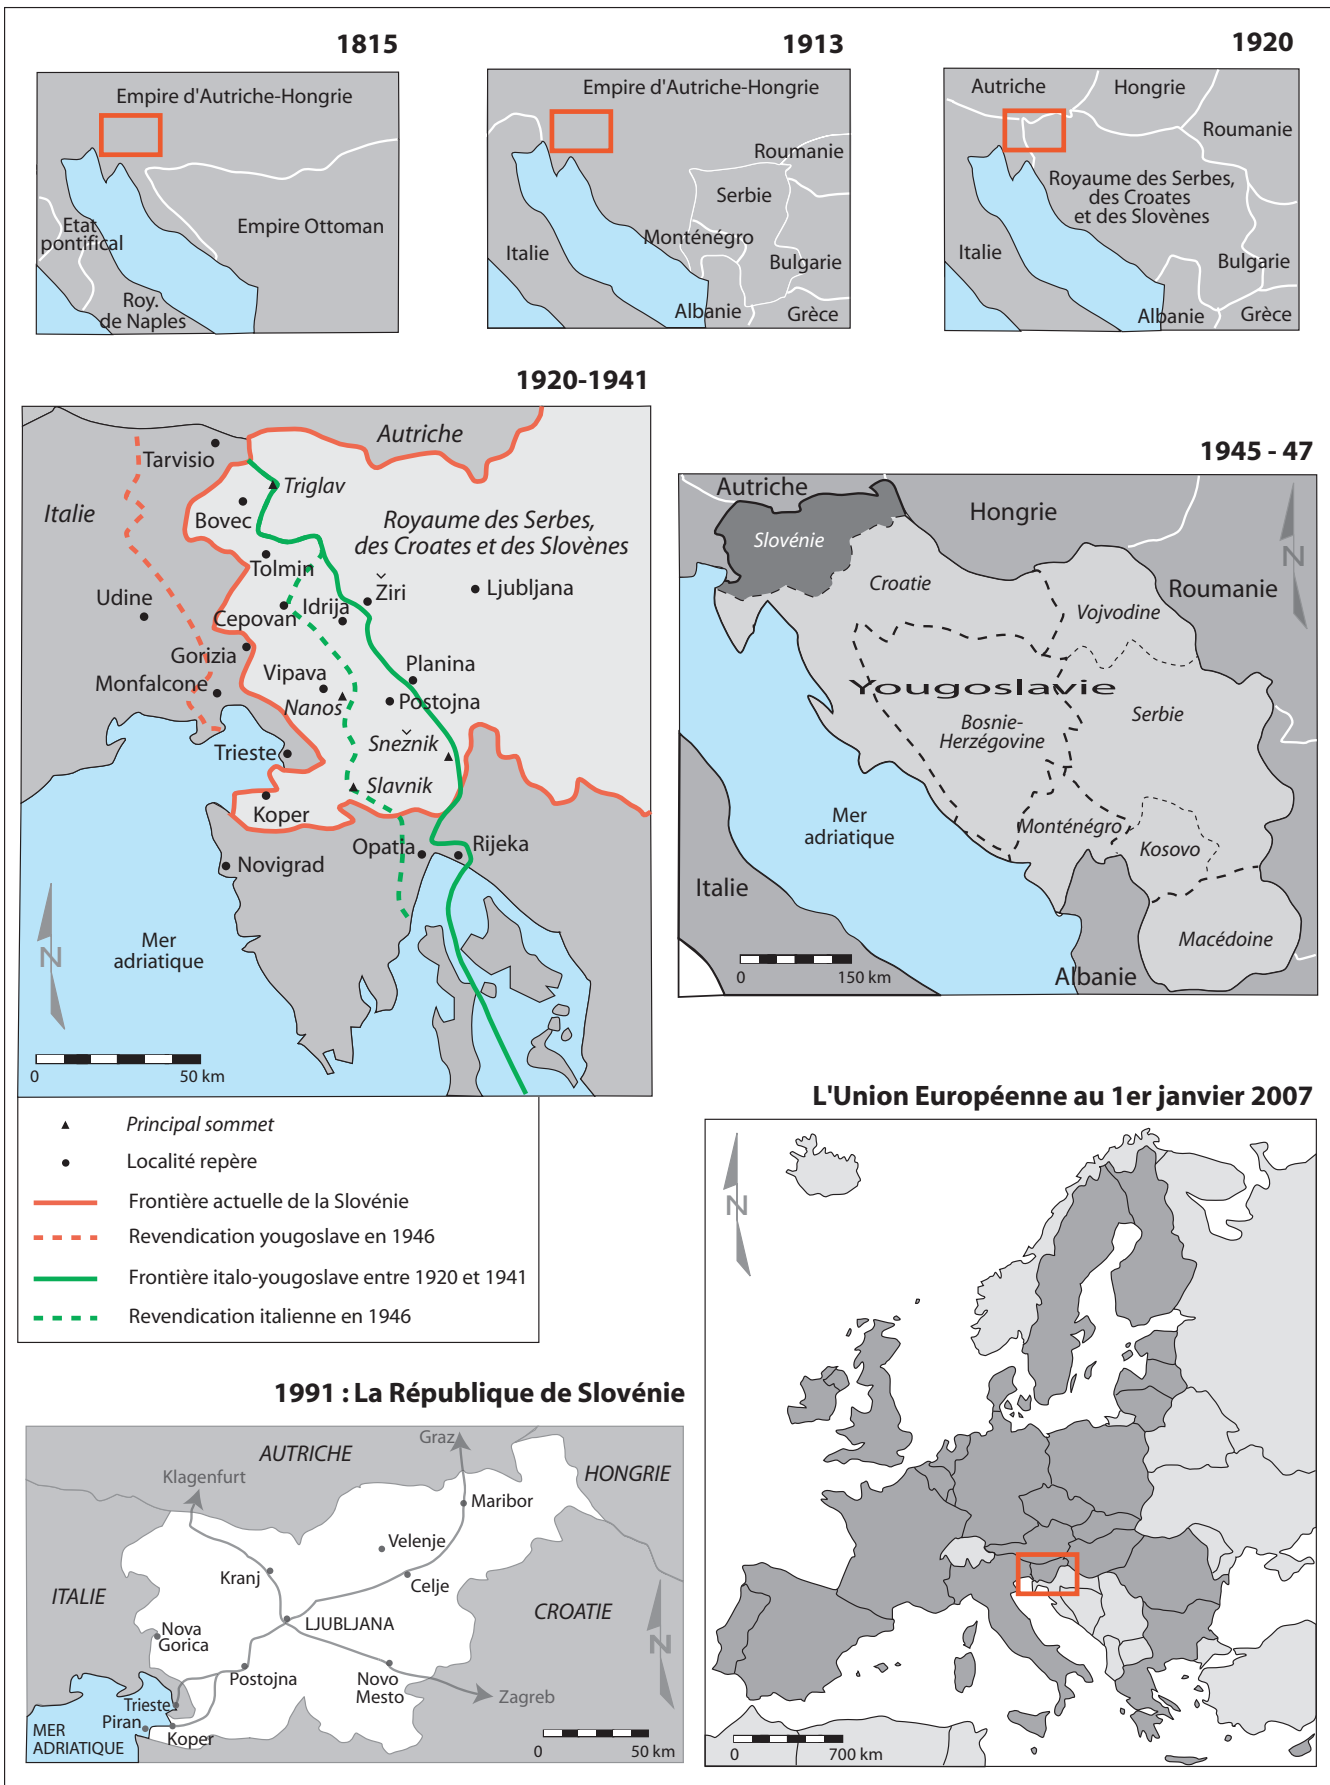 1815
Empire d'Autriche-Hongrie
Etat
pontifical
Empire Ottoman
Roy.
de Naples
1913
Empire d'Autriche-Hongrie
Roumanie
Serbie
Monténégro
Italie
Bulgarie
Albanie
Grèce
1920
Autriche
Hongrie
Roumanie
Royaume des Serbes,
des Croates
et des Slovènes
Italie
Bulgarie
Albanie
Grèce
1920-1941
Autriche
Tarvisio
Triglav
Italie
Bovec
Royaume des Serbes,
des Croates et des Slovènes
Tolmin
Žiri
Ljubljana
Udine
Cepovan
Idrija
Gorizia
Planina
Vipava
Monfalcone
Nanos
Postojna
Trieste
Snežnik
Slavnik
Koper
Opatia
Rijeka
Novigrad
Mer
adriatique
N
0
50 km
Principal sommet
Localité repère
Frontière actuelle de la Slovénie
Revendication yougoslave en 1946
Frontière italo-yougoslave entre 1920 et 1941
Revendication italienne en 1946
1945 - 47
Autriche
Hongrie
Slovénie
N
Croatie
Roumanie
Vojvodine
Yougoslavie
Serbie
Bosnie-
Herzégovine
Mer
adriatique
Monténégro
Kosovo
Italie
Macédoine
Albanie
0
150 km
L'Union Européenne au 1er janvier 2007
N
0
700 km
1991 : La République de Slovénie
Graz
AUTRICHE
Klagenfurt
HONGRIE
Maribor
Velenje
Kranj
Celje
ITALIE
CROATIE
LJUBLJANA
Nova
Gorica
N
Postojna
Novo
Mesto
Zagreb
Trieste
Piran
Koper
MER
ADRIATIQUE
0
50 km